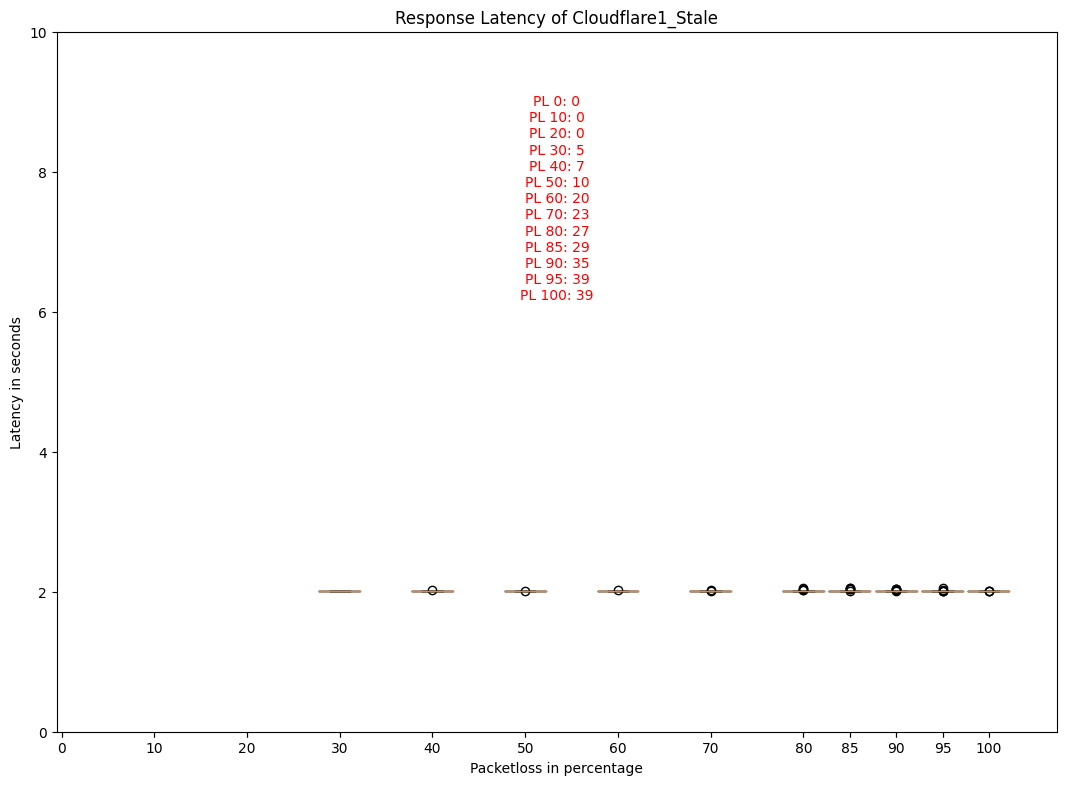 Response Latency of Cloudflare1_Stale
10
PL 0: 0
PL 10: 0
PL 20: 0
PL 30: 5
PL 40: 7
PL 50: 10
PL 60: 20
PL 70: 23
PL 80: 27
PL 85: 29
PL 90: 35
PL 95: 39
PL 100: 39
8
6
4
2
0
Latency in seconds
0 10 20 30 40 50 60 70 80 85 90 95 100
Packetloss in percentage